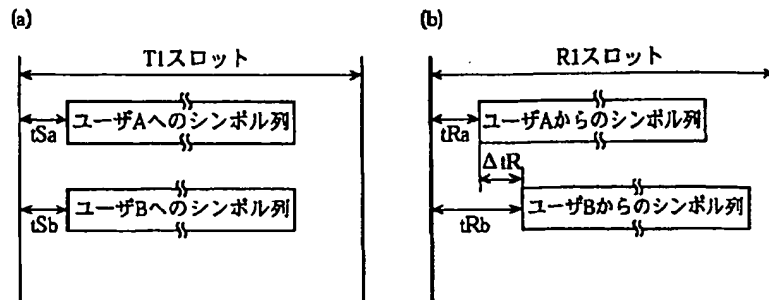 (a)
T1スロット
ユーザAへのシンボル列
tSa
ユーザBへのシンボル列
tSb
(b)
R1スロット
ユーザAからのシンボル列
tRa
ΔtR
ユーザBからのシンボル列
tRb